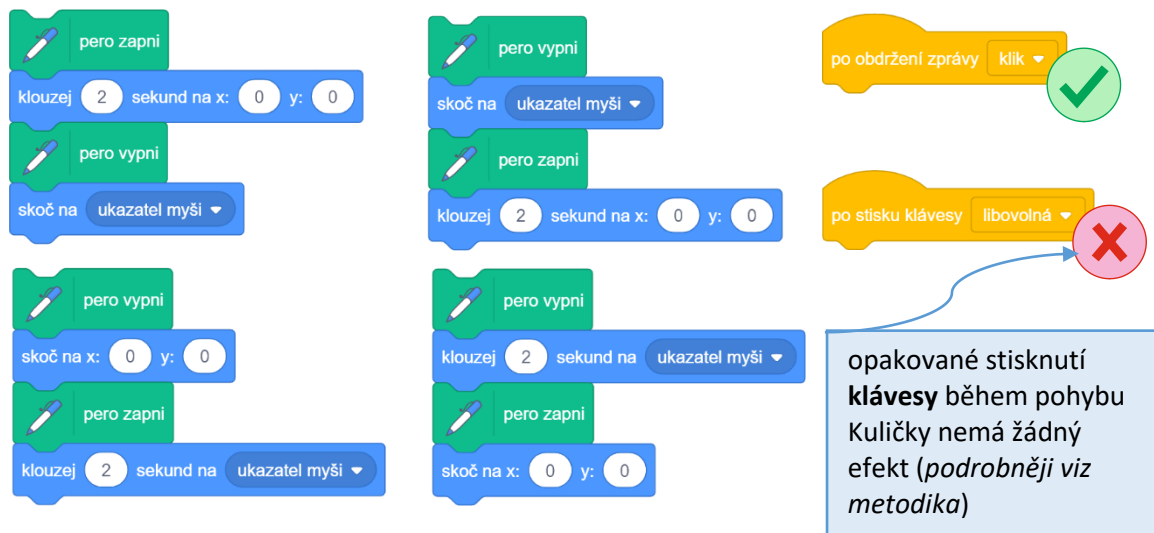 pero zapni
klouzej 2 sekund na x: 0 y: 0
pero vypni
skoč na ukazatel myši
pero vypni
skoč na ukazatel myši
pero zapni
klouzej 2 sekund na x: 0 y: 0
po obdržení zprávy klik
po stisku klávesy libovolná
pero vypni
skoč na x: 0 y: 0
pero zapni
klouzej 2 sekund na ukazatel myši
pero vypni
klouzej 2 sekund na ukazatel myši
pero zapni
skoč na x: 0 y: 0
opakované stisknutí
klávesy během pohybu
Kuličky nemá žádný
efekt (podrobněji viz
metodika)